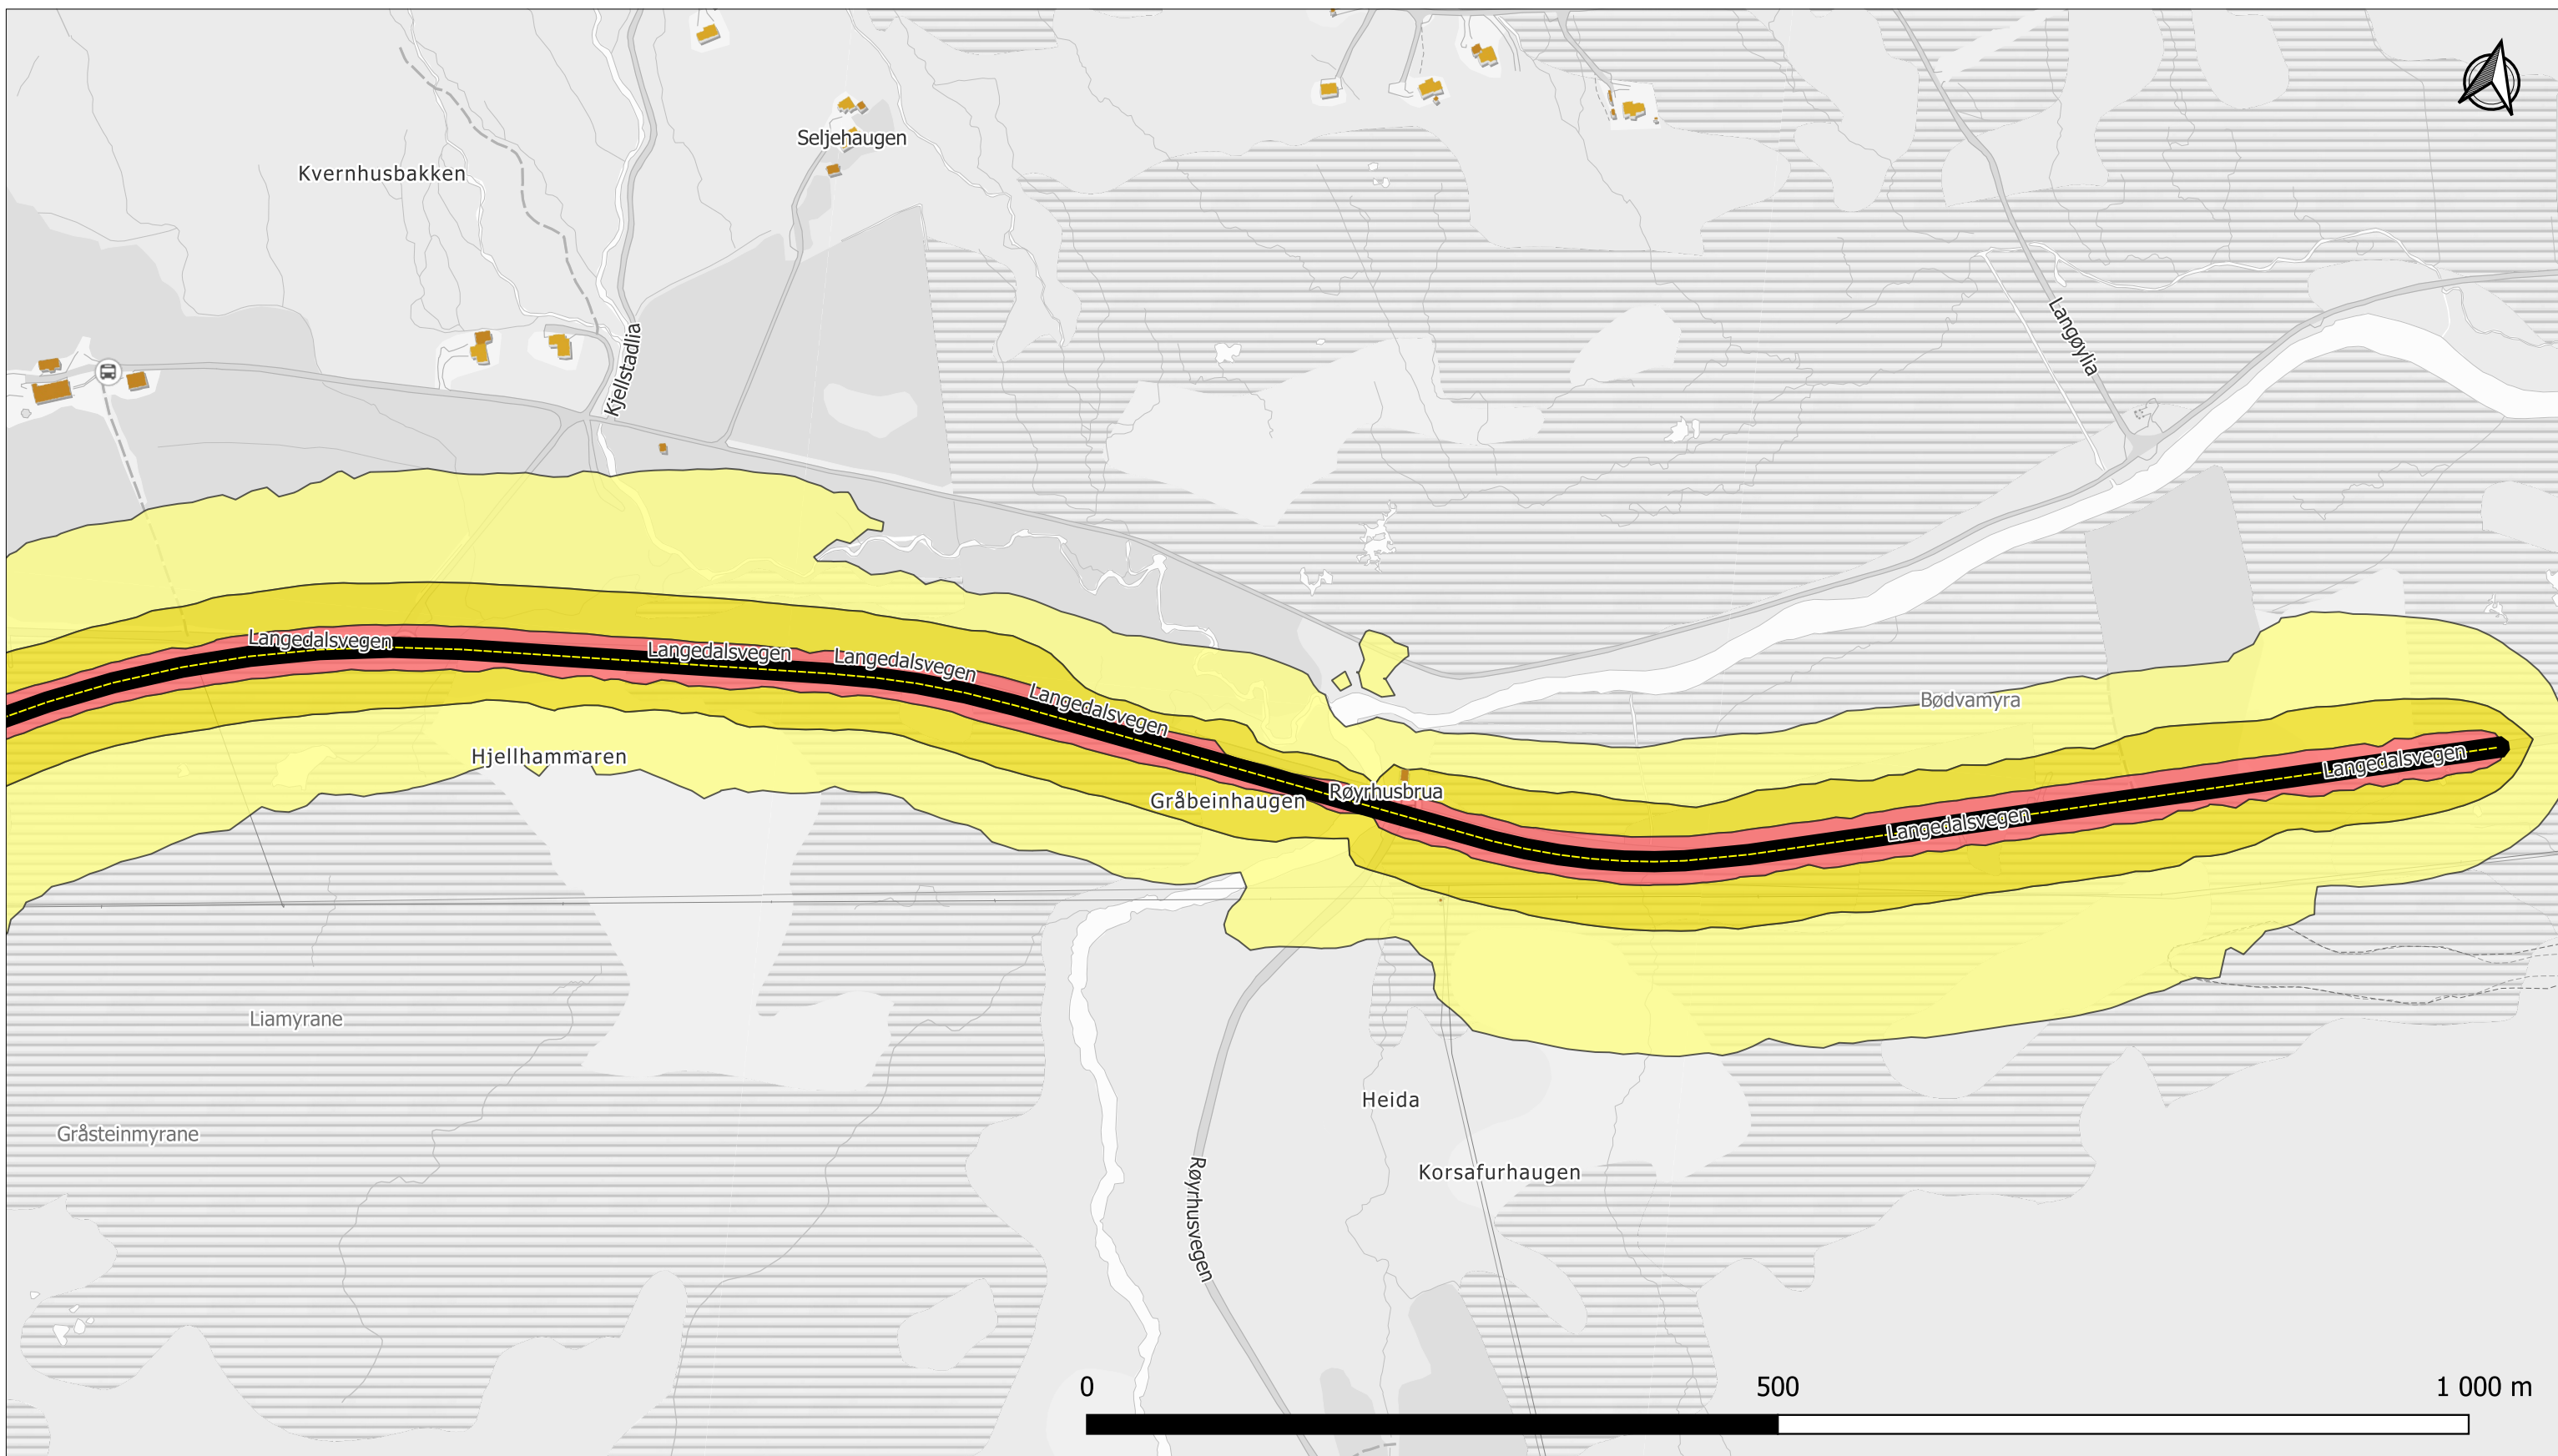 Seljehaugen
Kvernhusbakken
Kjellstadlia
Langøylia
Langedalsvegen
Langedalsvegen
Langedalsvegen
Langedalsvegen
Bødvamyra
Hjellhammaren
Langedalsvegen
Røyrhusbrua
Gråbeinhaugen
Langedalsvegen
Liamyrane
Heida
Gråsteinmyrane
Korsafurhaugen
Røyrhusvegen
0 500 1 000 m